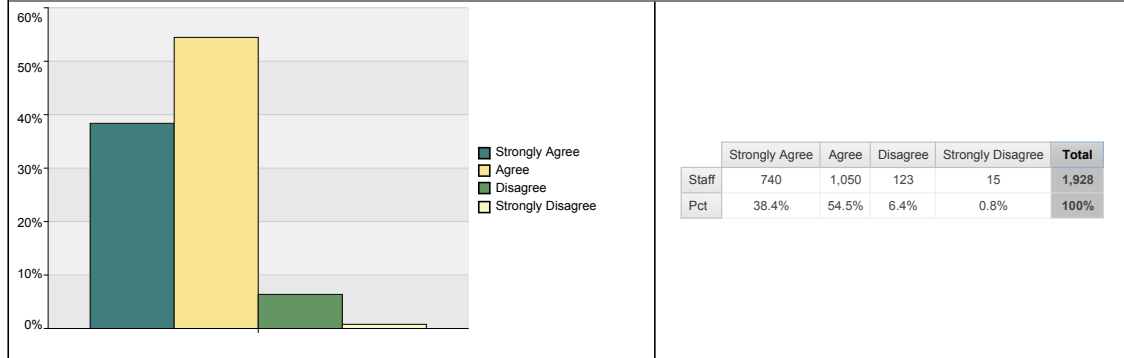 60%
50%
40%
30%
20%
10%
0%
Strongly Agree
Agree
Disagree
Strongly Disagree
Strongly Agree Agree Disagree Strongly Disagree Total
Staff 740 1,050 123 15 1,928
Pct 38.4% 54.5% 6.4% 0.8% 100%